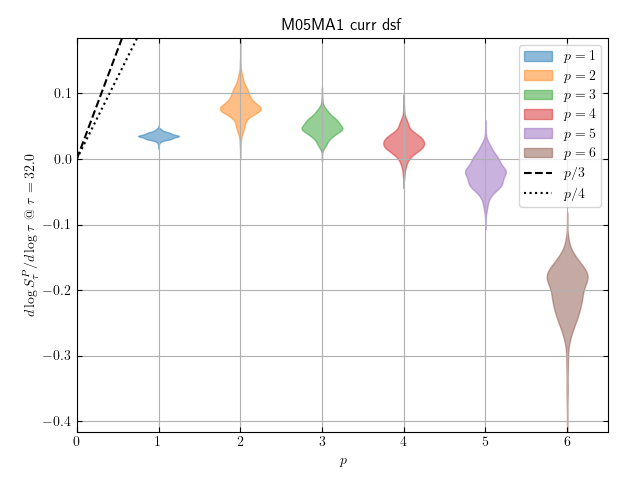 M05MA1 curr dsf
d log S_τ^P / d log τ @ τ = 32.0
0.1
0.0
−0.1
−0.2
−0.3
−0.4
0 1 2 3 4 5 6
p
p = 1
p = 2
p = 3
p = 4
p = 5
p = 6
p/3
p/4